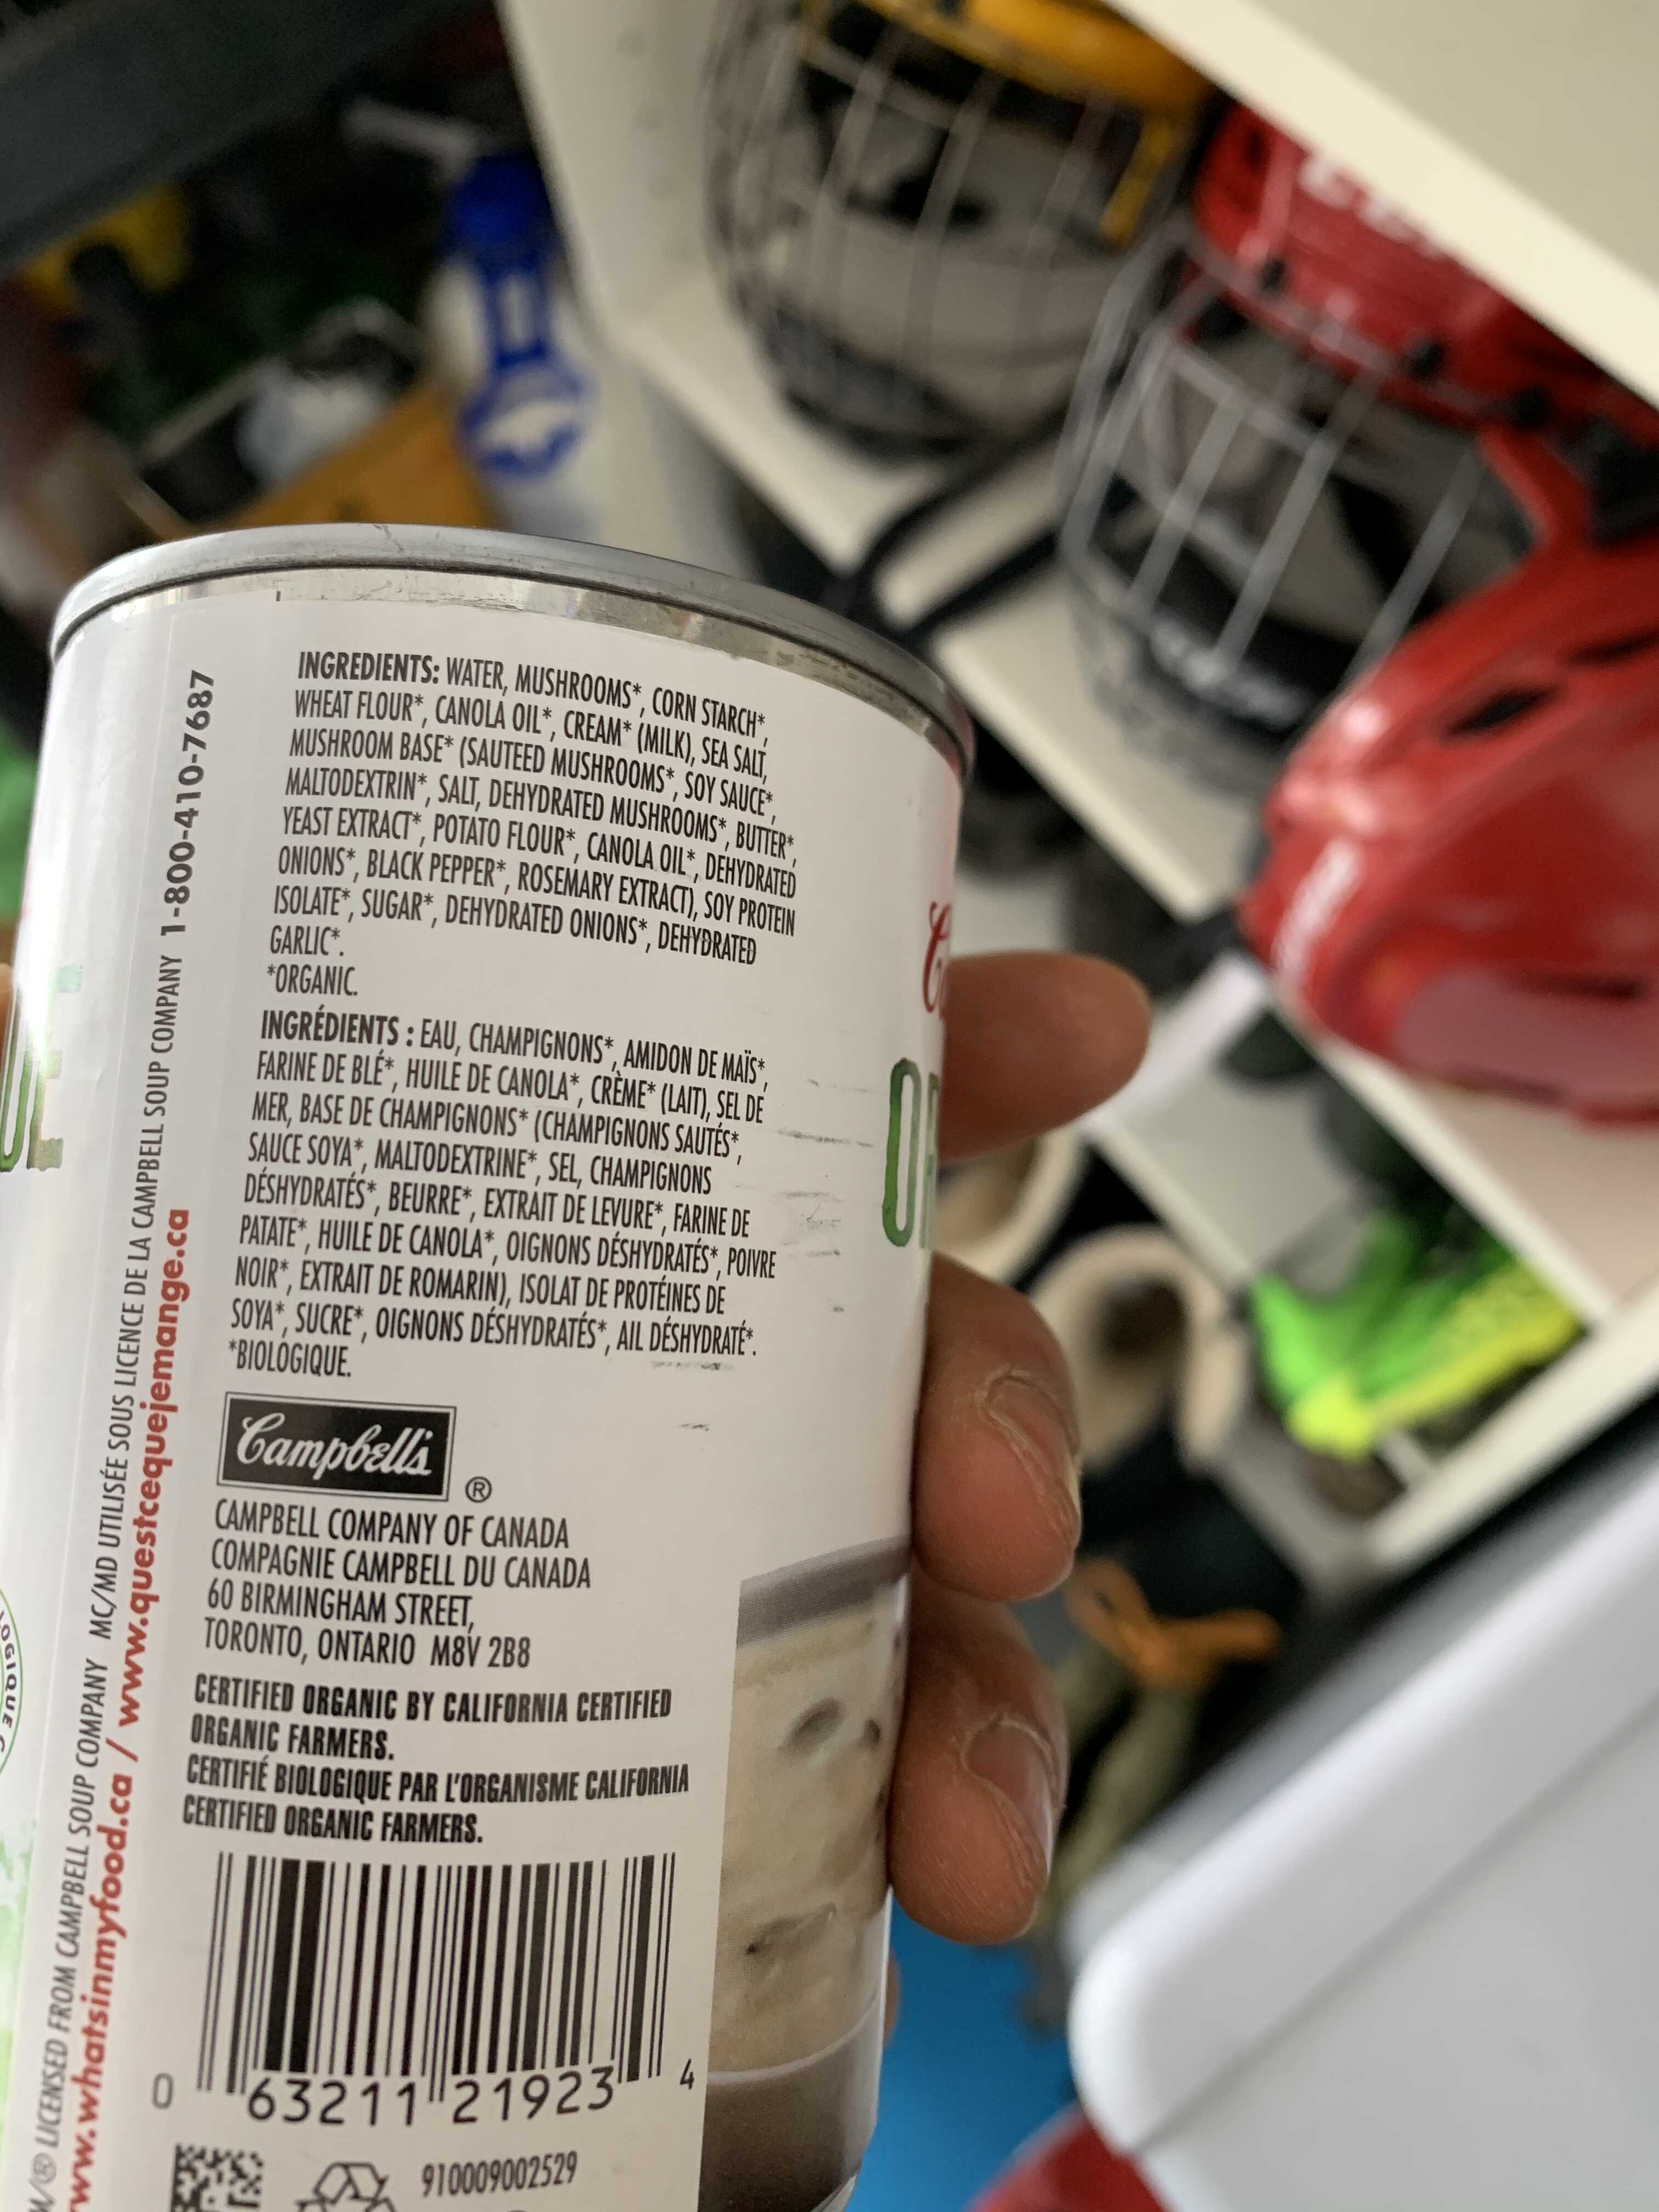 INGREDIENTS: WATER, MUSHROOMS*, CORN STARCH*,
WHEAT FLOUR*, CANOLA OIL*, CREAM* (MILK), SEA SALT,
MUSHROOM BASE* (SAUTEED MUSHROOMS*, SOY SAUCE*,
MALTODEXTRIN*, SALT, DEHYDRATED MUSHROOMS*, BUTTER*,
YEAST EXTRACT*, POTATO FLOUR*, CANOLA OIL*, DEHYDRATED
ONIONS*, BLACK PEPPER*, ROSEMARY EXTRACT), SOY PROTEIN
ISOLATE*, SUGAR*, DEHYDRATED ONIONS*, DEHYDRATED
GARLIC*.
*ORGANIC.
INGRÉDIENTS : EAU, CHAMPIGNONS*, AMIDON DE MAÏS*,
FARINE DE BLÉ*, HUILE DE CANOLA*, CRÈME* (LAIT), SEL DE
MER, BASE DE CHAMPIGNONS* (CHAMPIGNONS SAUTÉS*,
SAUCE SOYA*, MALTODEXTRINE*, SEL, CHAMPIGNONS
DÉSHYDRATÉS*, BEURRE*, EXTRAIT DE LEVURE*, FARINE DE
PATATE*, HUILE DE CANOLA*, OIGNONS DÉSHYDRATÉS*, POIVRE
NOIR*, EXTRAIT DE ROMARIN), ISOLAT DE PROTÉINES DE
SOYA*, SUCRE*, OIGNONS DÉSHYDRATÉS*, AIL DÉSHYDRATÉ*.
*BIOLOGIQUE.
Campbell's®
CAMPBELL COMPANY OF CANADA
COMPAGNIE CAMPBELL DU CANADA
60 BIRMINGHAM STREET,
TORONTO, ONTARIO M8V 2B8
CERTIFIED ORGANIC BY CALIFORNIA CERTIFIED
ORGANIC FARMERS.
CERTIFIÉ BIOLOGIQUE PAR L'ORGANISME CALIFORNIA
CERTIFIED ORGANIC FARMERS.
0 63211 21923 4
910009002529
LICENSED FROM CAMPBELL SOUP COMPANY MC/MD UTILISÉE SOUS LICENCE DE LA CAMPBELL SOUP COMPANY 1-800-410-7687
www.whatsinmyfood.ca / www.questcequejemange.ca